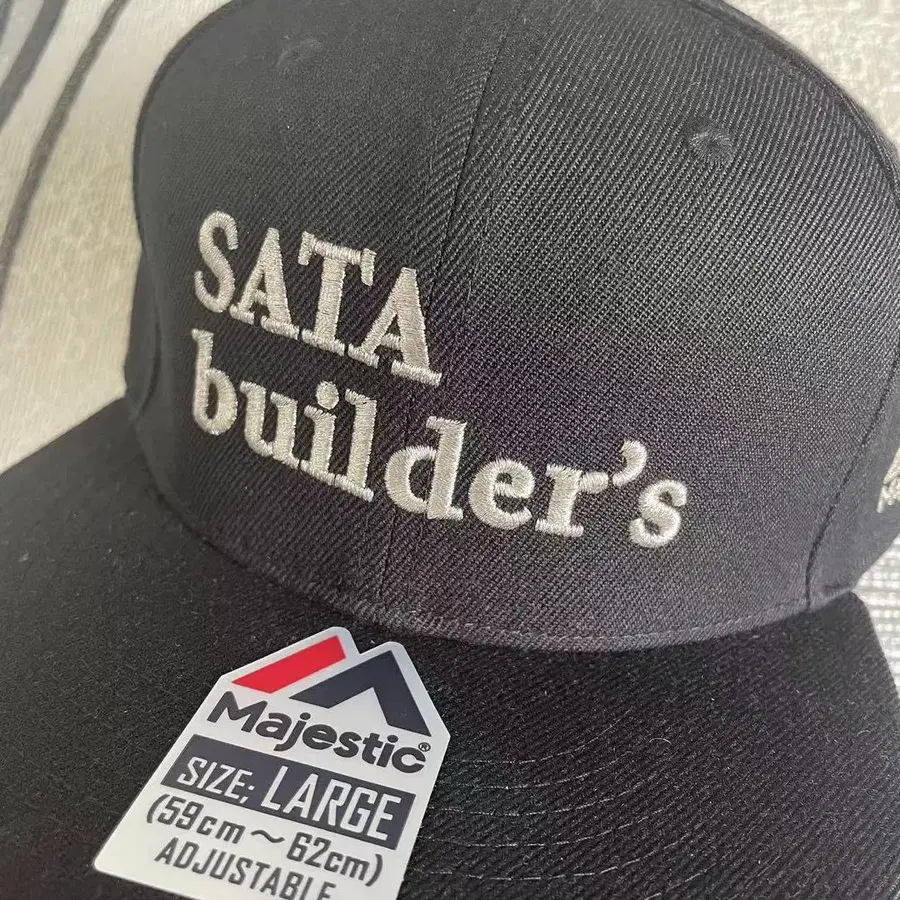 SATA
builder's
Majestic®
SIZE; LARGE
(59cm～62cm)
ADJUSTABLE